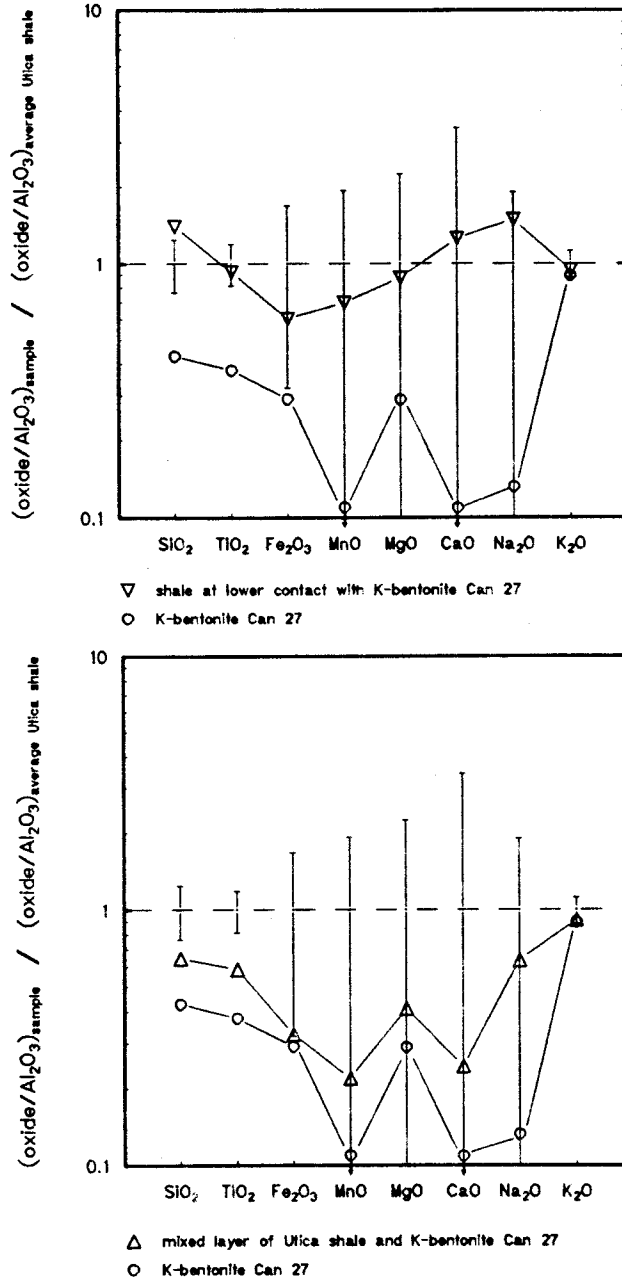 10
1
0.1
(oxide/Al₂O₃)sample / (oxide/Al₂O₃)average Utica shale
SiO₂ TiO₂ Fe₂O₃ MnO MgO CaO Na₂O K₂O
▽ shale at lower contact with K-bentonite Can 27
○ K-bentonite Can 27
10
1
0.1
(oxide/Al₂O₃)sample / (oxide/Al₂O₃)average Utica shale
SiO₂ TiO₂ Fe₂O₃ MnO MgO CaO Na₂O K₂O
△ mixed layer of Utica shale and K-bentonite Can 27
○ K-bentonite Can 27